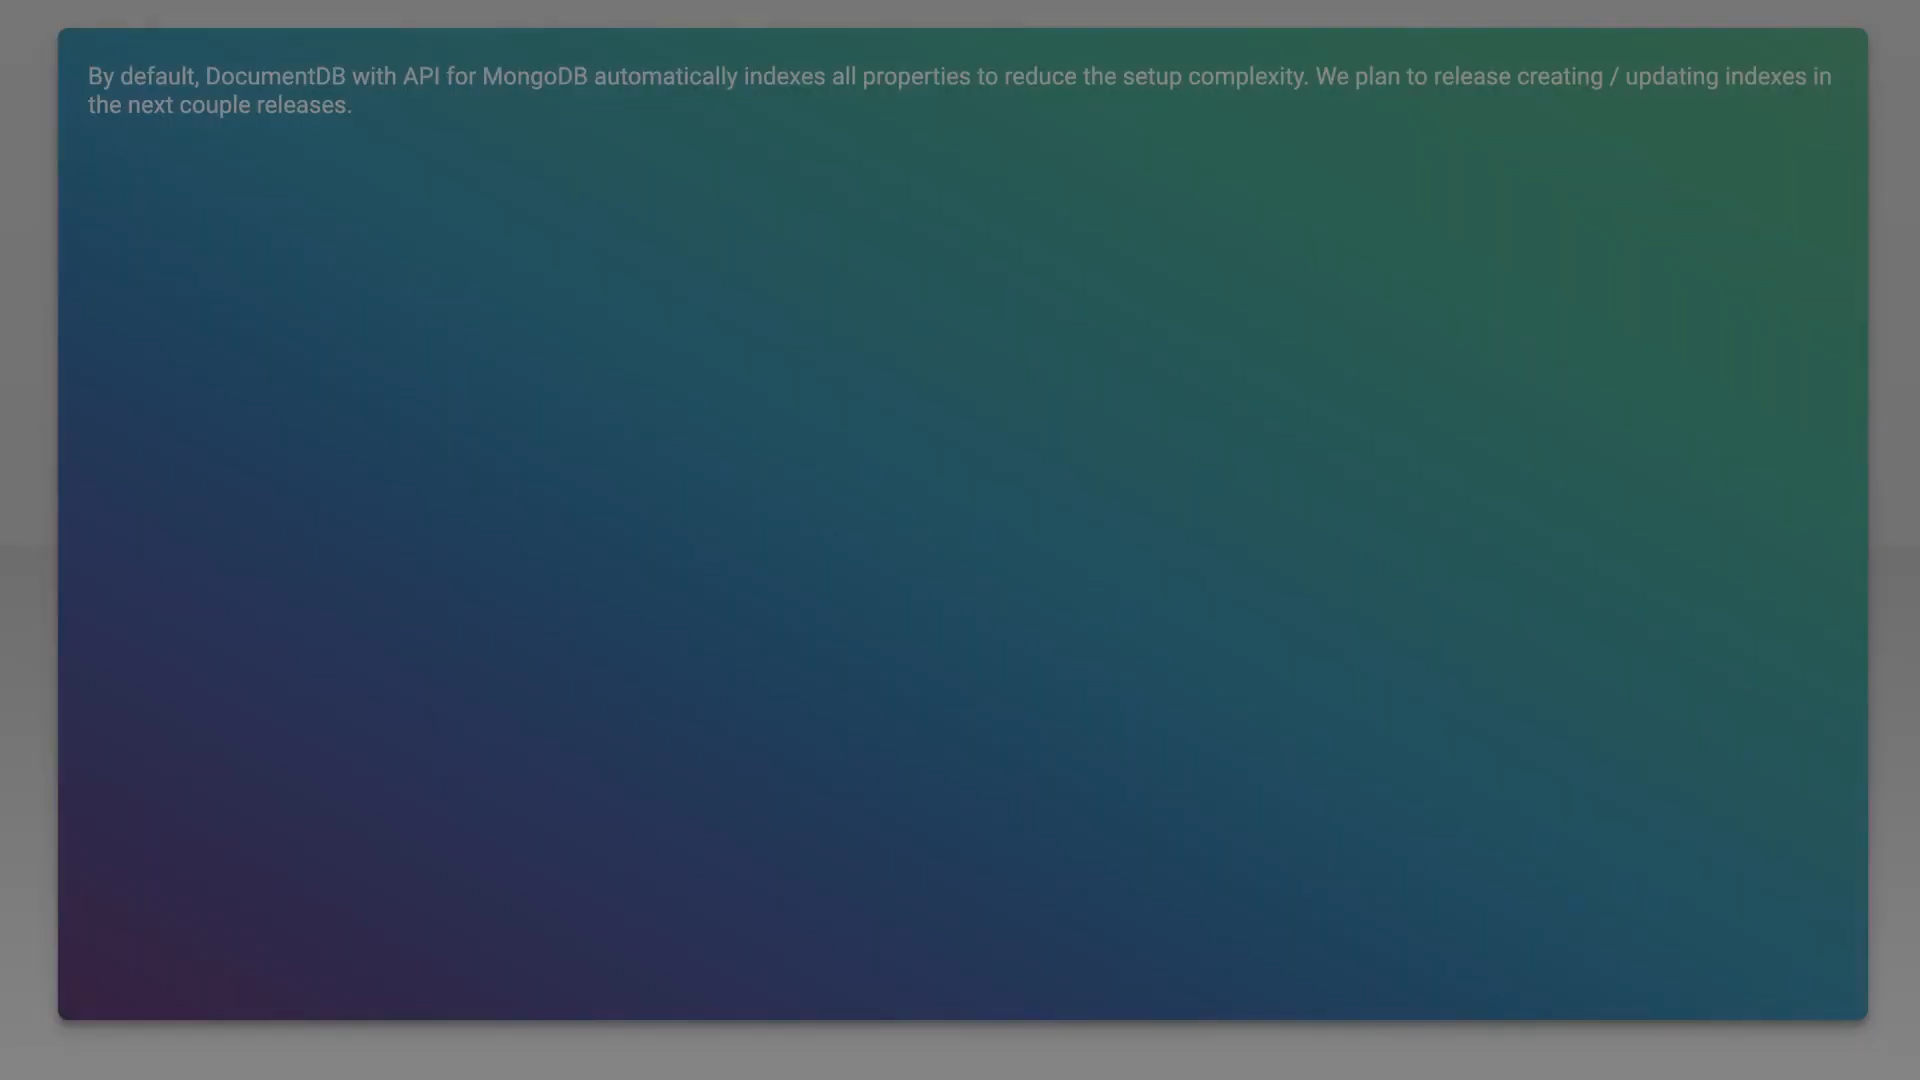 By default, DocumentDB with API for MongoDB automatically indexes all properties to reduce the setup complexity. We plan to release creating / updating indexes in
the next couple releases.